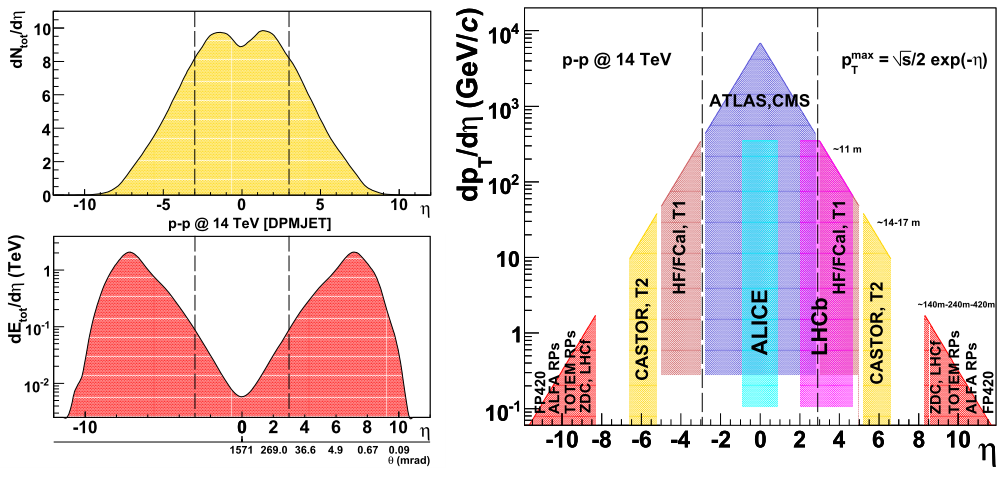 dN_tot/dη
10
8
6
4
2
0
-10 -5 0 5 10 η
p-p @ 14 TeV [DPMJET]
dE_tot/dη (TeV)
1
10^-1
10^-2
-10 0 2 4 6 8 10 η
1571 269.0 36.6 4.9 0.67 0.09
θ (mrad)
dp_T/dη (GeV/c)
10^4
10^3
10^2
10
1
10^-1
p-p @ 14 TeV
p_T^max = √s/2 exp(-η)
ATLAS,CMS
~11 m
~14-17 m
~140m-240m-420m
FP420
ALFA RPs
TOTEM RPs
ZDC, LHCf
CASTOR, T2
HF/FCal, T1
ALICE
LHCb
HF/FCal, T1
CASTOR, T2
ZDC, LHCf
TOTEM RPs
ALFA RPs
FP420
-10 -8 -6 -4 -2 0 2 4 6 8 10 η